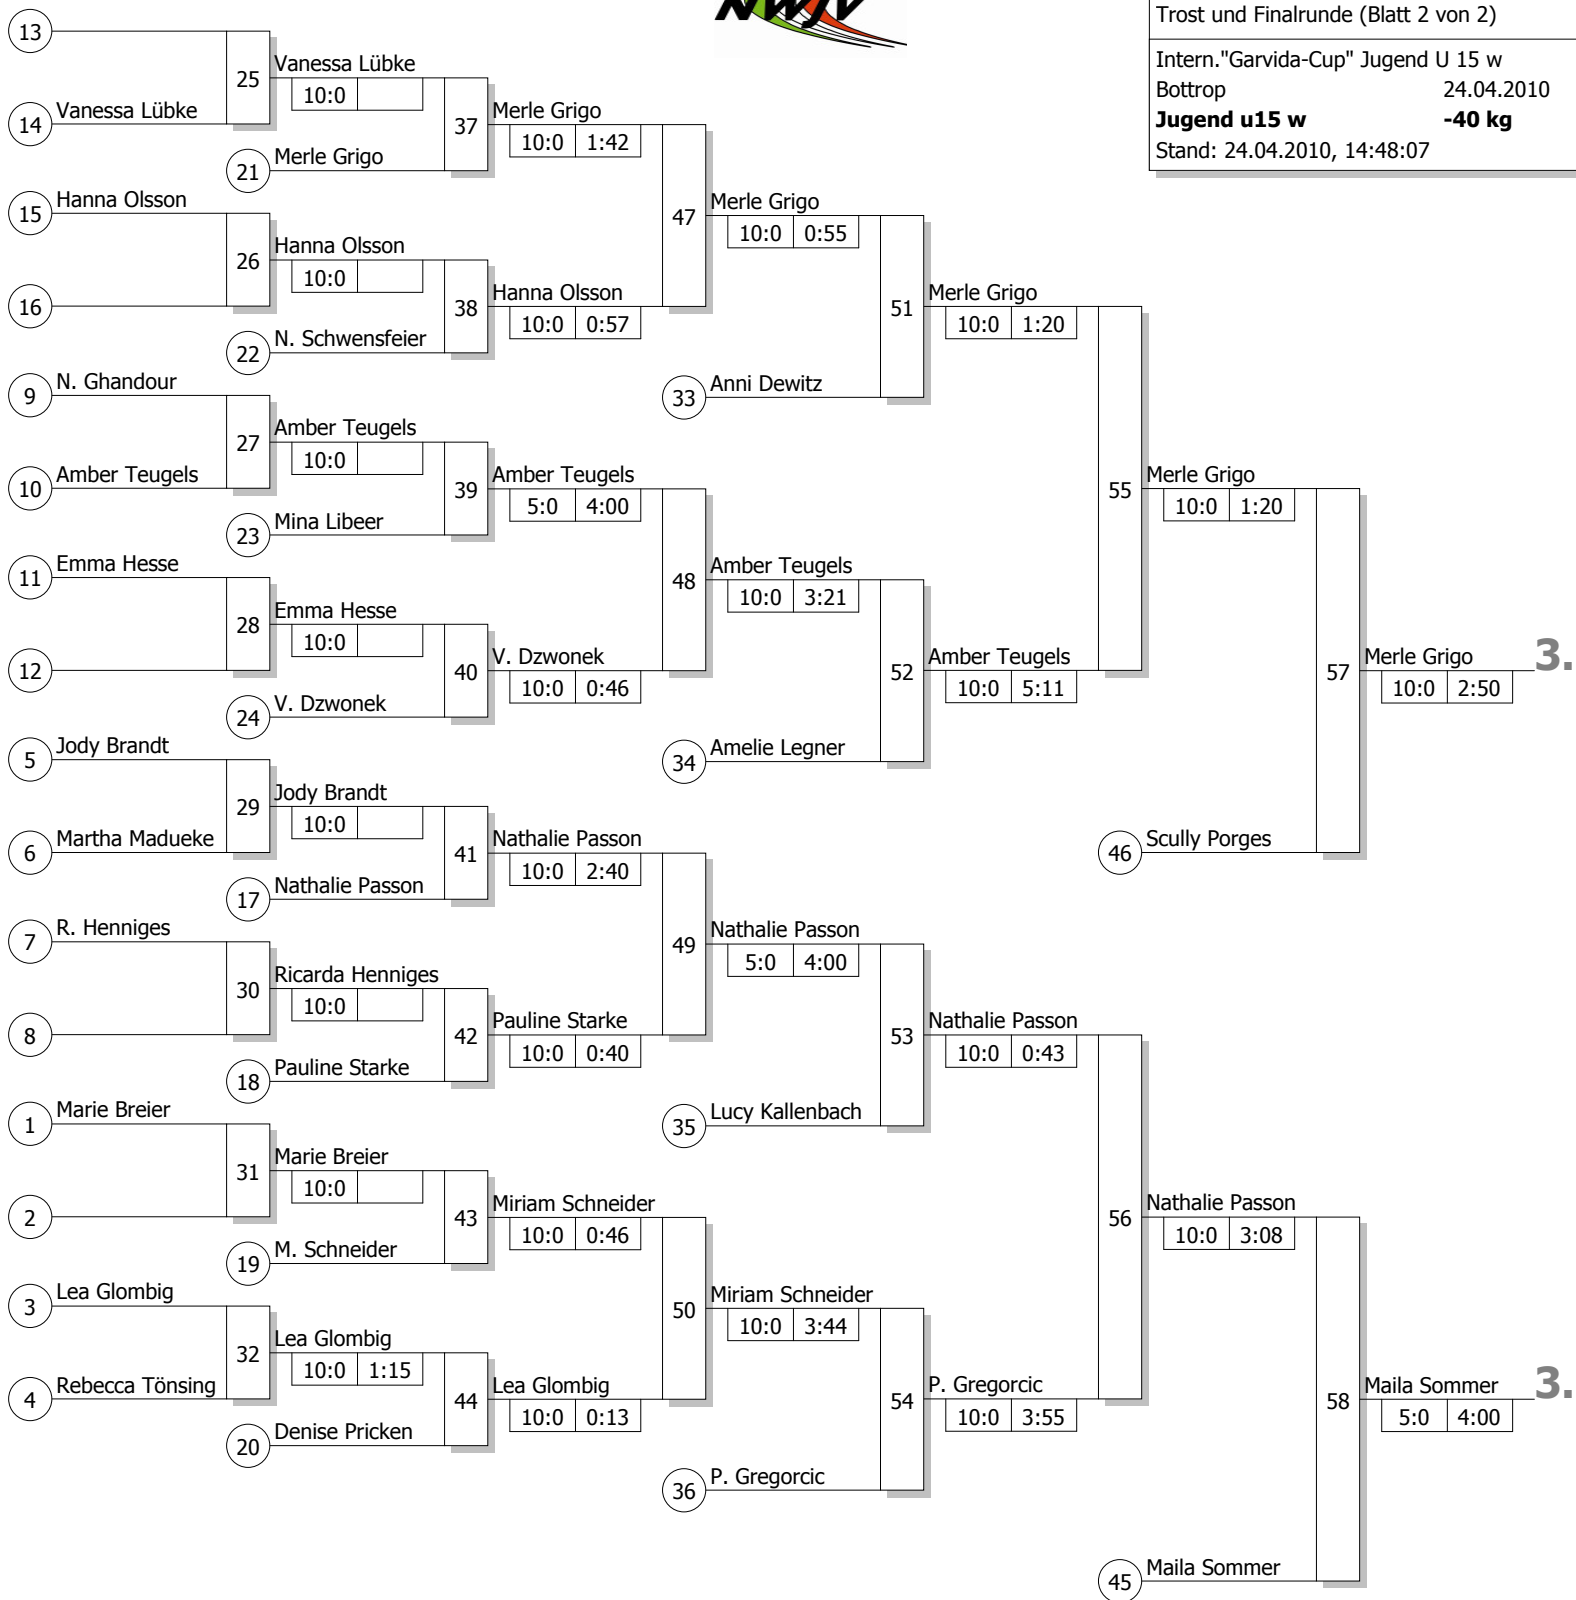 NWJV
Trost und Finalrunde (Blatt 2 von 2)
Intern."Garvida-Cup" Jugend U 15 w
Bottrop 24.04.2010
Jugend u15 w -40 kg
Stand: 24.04.2010, 14:48:07
13
25
Vanessa Lübke
10:0
14 Vanessa Lübke
37
Merle Grigo
10:0 1:42
21 Merle Grigo
15 Hanna Olsson
47
Merle Grigo
10:0 0:55
26
Hanna Olsson
10:0
16
38
Hanna Olsson
10:0 0:57
22 N. Schwensfeier
51
Merle Grigo
10:0 1:20
33 Anni Dewitz
9 N. Ghandour
27
Amber Teugels
10:0
10 Amber Teugels
39
Amber Teugels
5:0 4:00
23 Mina Libeer
55
Merle Grigo
10:0 1:20
11 Emma Hesse
48
Amber Teugels
10:0 3:21
28
Emma Hesse
10:0
12
40
V. Dzwonek
10:0 0:46
24 V. Dzwonek
52
Amber Teugels
10:0 5:11
34 Amelie Legner
57
Merle Grigo
10:0 2:50
3.
5 Jody Brandt
29
Jody Brandt
10:0
6 Martha Madueke
41
Nathalie Passon
10:0 2:40
46 Scully Porges
17 Nathalie Passon
7 R. Henniges
49
Nathalie Passon
5:0 4:00
30
Ricarda Henniges
10:0
8
42
Pauline Starke
10:0 0:40
18 Pauline Starke
53
Nathalie Passon
10:0 0:43
35 Lucy Kallenbach
1 Marie Breier
31
Marie Breier
10:0
2
43
Miriam Schneider
10:0 0:46
19 M. Schneider
56
Nathalie Passon
10:0 3:08
3 Lea Glombig
50
Miriam Schneider
10:0 3:44
32
Lea Glombig
10:0 1:15
4 Rebecca Tönsing
44
Lea Glombig
10:0 0:13
20 Denise Pricken
54
P. Gregorcic
10:0 3:55
36 P. Gregorcic
58
Maila Sommer
5:0 4:00
3.
45 Maila Sommer